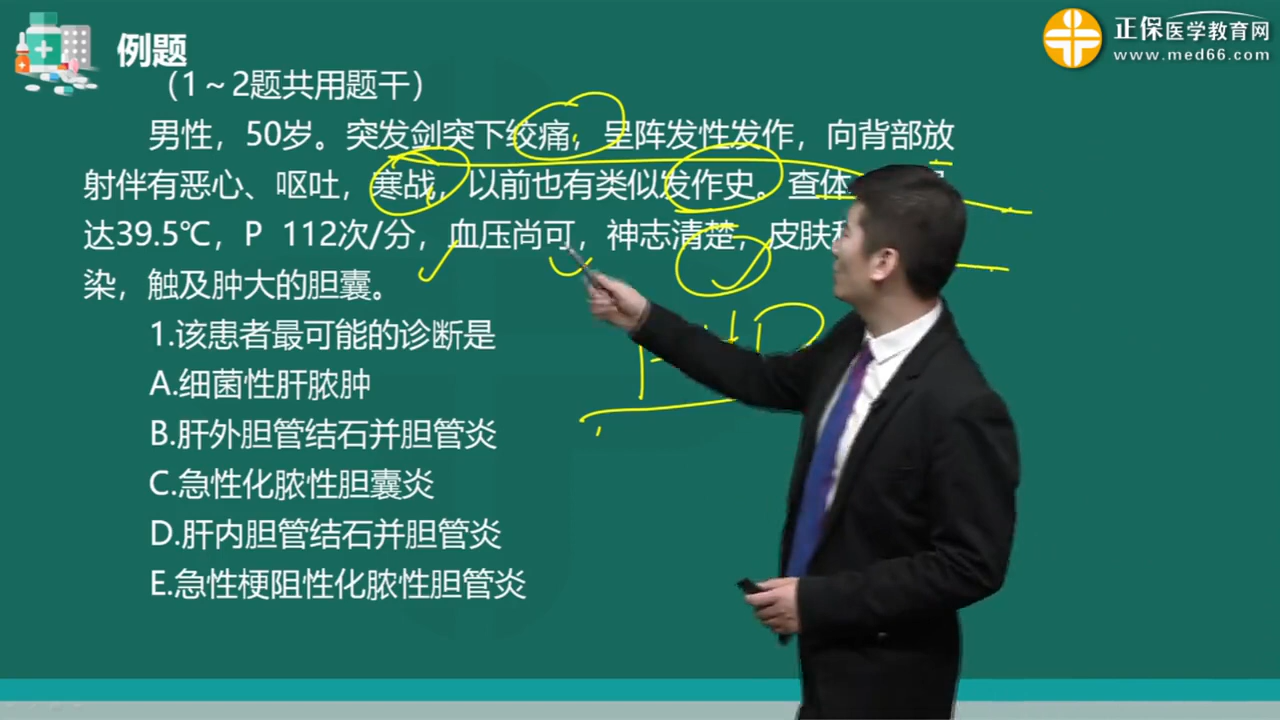 例题
正保医学教育网
www.med66.com
（1～2题共用题干）
男性，50岁。突发剑突下绞痛，呈阵发性发作，向背部放
射伴有恶心、呕吐，寒战，以前也有类似发作史。查体
达39.5℃，P 112次/分，血压尚可，神志清楚，皮肤
染，触及肿大的胆囊。
1.该患者最可能的诊断是
A.细菌性肝脓肿
B.肝外胆管结石并胆管炎
C.急性化脓性胆囊炎
D.肝内胆管结石并胆管炎
E.急性梗阻性化脓性胆管炎